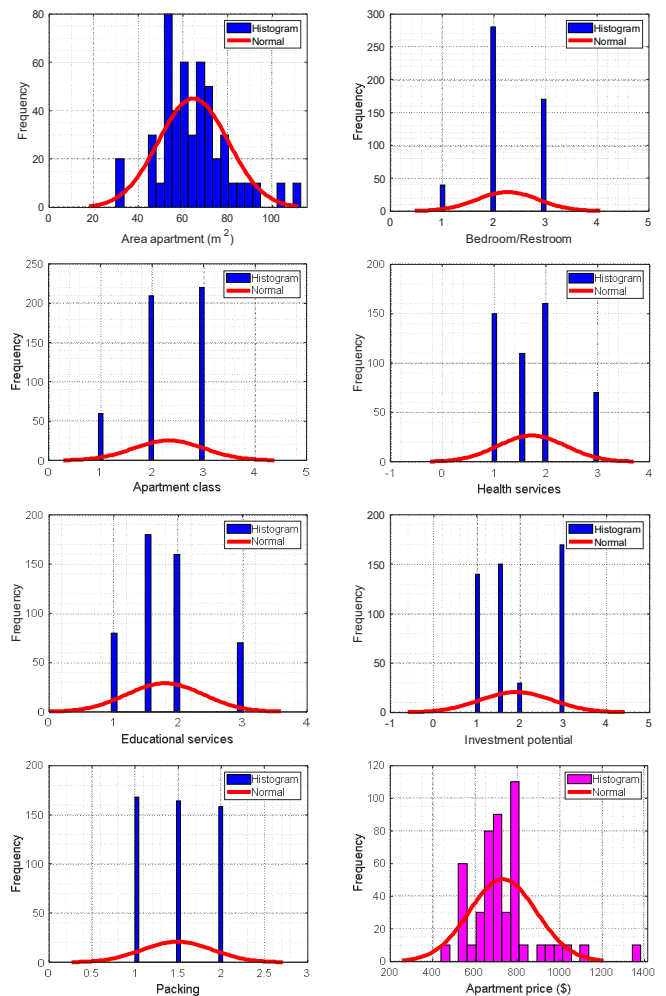 80
60
40
20
0
0 20 40 60 80 100
Frequency
Area apartment (m 2)
Histogram
Normal
300
250
200
150
100
50
0
0 1 2 3 4 5
Frequency
Bedroom/Restroom
Histogram
Normal
250
200
150
100
50
0
0 1 2 3 4 5
Frequency
Apartment class
Histogram
Normal
200
150
100
50
0
-1 0 1 2 3 4
Frequency
Health services
Histogram
Normal
200
150
100
50
0
0 1 2 3 4
Frequency
Educational services
Histogram
Normal
200
150
100
50
0
-1 0 1 2 3 4 5
Frequency
Investment potential
Histogram
Normal
200
150
100
50
0
0 0.5 1 1.5 2 2.5 3
Frequency
Packing
Histogram
Normal
120
100
80
60
40
20
0
200 400 600 800 1000 1200 1400
Frequency
Apartment price ($)
Histogram
Normal